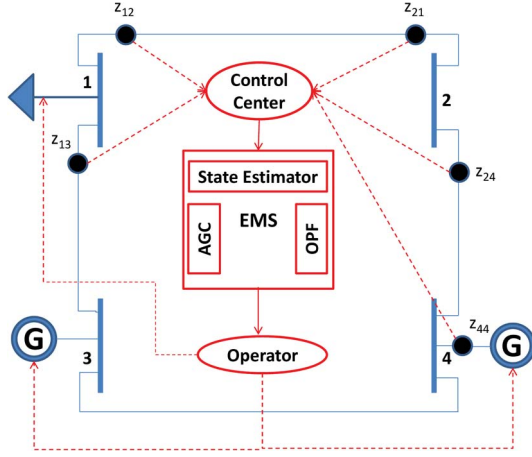 z12
z21
1
Control
Center
2
z13
z24
State Estimator
AGC
EMS
OPF
z44
G
3
Operator
4
G